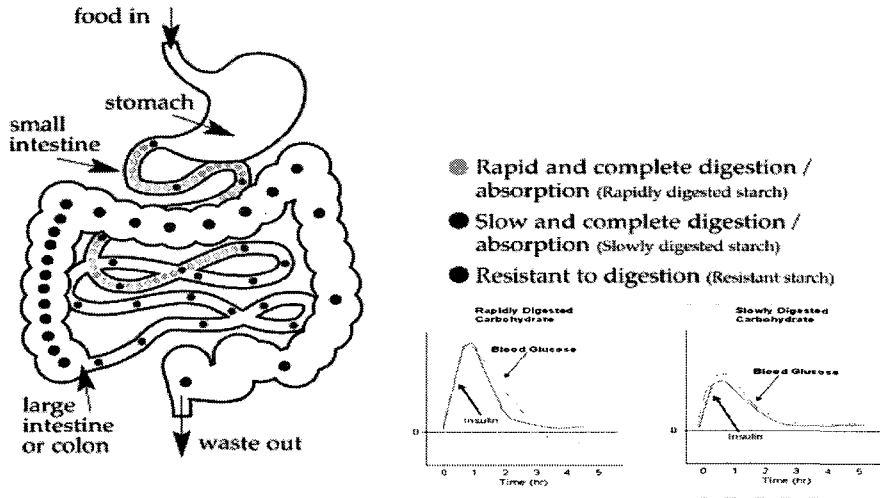 food in
stomach
small
intestine
large
intestine
or colon
waste out
Rapid and complete digestion /
absorption (Rapidly digested starch)
Slow and complete digestion /
absorption (Slowly digested starch)
Resistant to digestion (Resistant starch)
Rapidly Digested
Carbohydrate
Blood Glucose
Insulin
0
0 1 2 3 4 5
Time (hr)
Slowly Digested
Carbohydrate
Blood Glucose
Insulin
0
0 1 2 3 4 5
Time (hr)